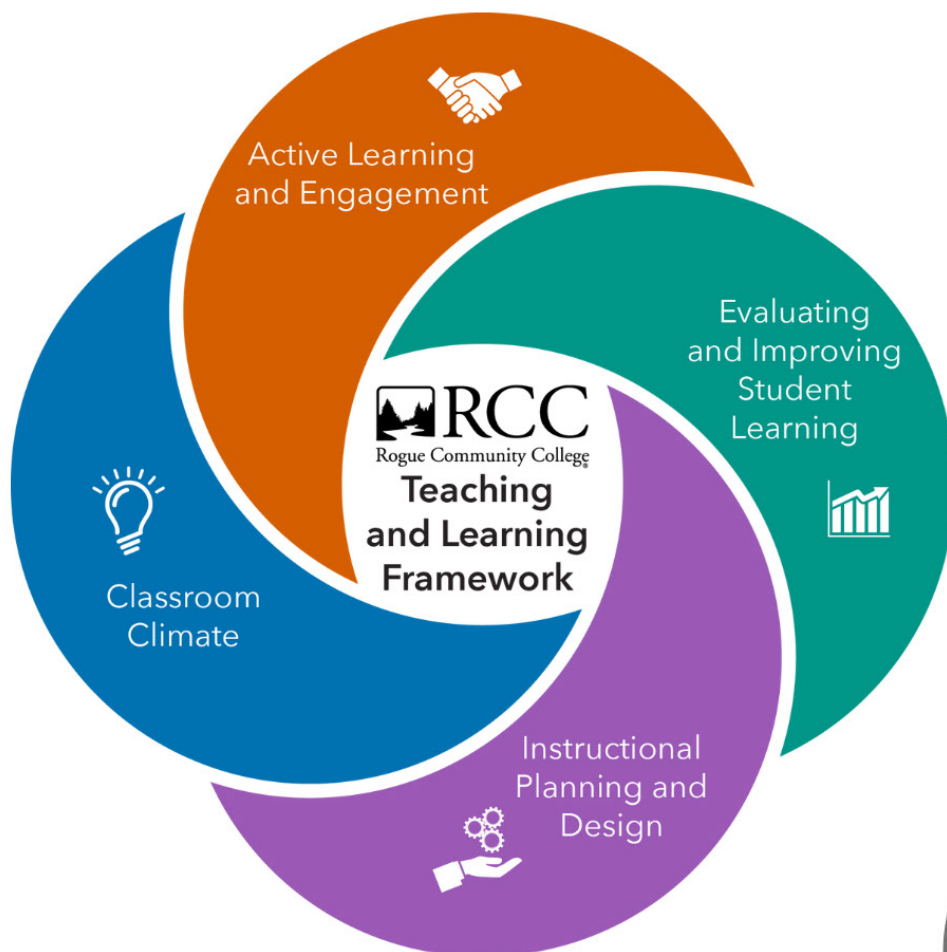 Active Learning
and Engagement
Evaluating
and Improving
Student
Learning
RCC
Rogue Community College®
Teaching
and Learning
Framework
Classroom
Climate
Instructional
Planning and
Design